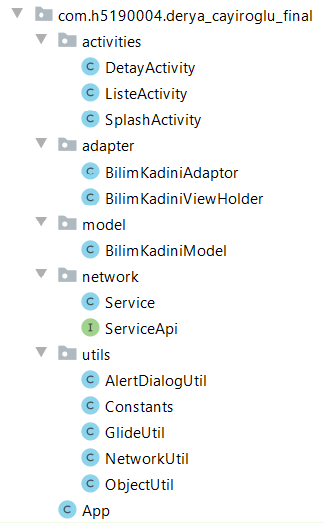 com.h5190004.derya_cayiroglu_final
activities
C DetayActivity
C ListeActivity
C SplashActivity
adapter
C BilimKadiniAdaptor
C BilimKadiniViewHolder
model
C BilimKadiniModel
network
C Service
I ServiceApi
utils
C AlertDialogUtil
C Constants
C GlideUtil
C NetworkUtil
C ObjectUtil
C App